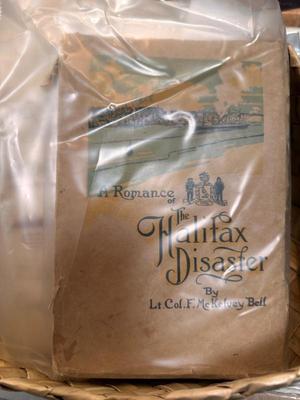 A Romance
of
The
Halifax
Disaster
By
Lt. Col. F. McKelvey Bell